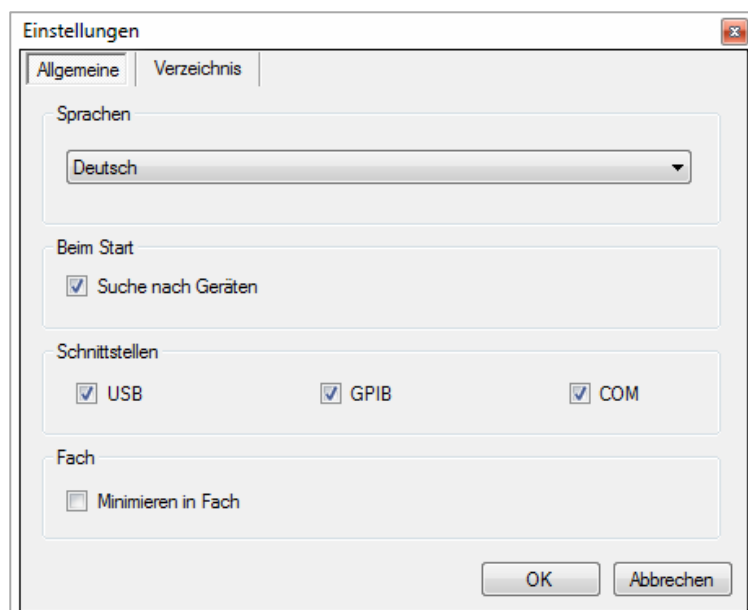 Einstellungen
Allgemeine Verzeichnis
Sprachen
Deutsch
Beim Start
Suche nach Geräten
Schnittstellen
USB GPIB COM
Fach
Minimieren in Fach
OK Abbrechen